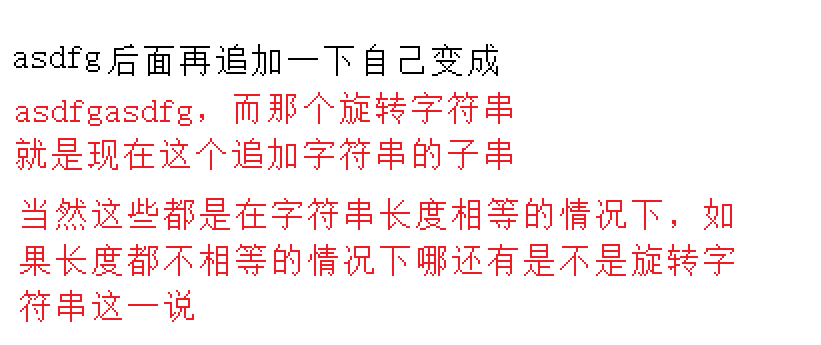 asdfg后面再追加一下自己变成
asdfgasdfg，而那个旋转字符串
就是现在这个追加字符串的子串
当然这些都是在字符串长度相等的情况下，如
果长度都不相等的情况下哪还有是不是旋转字
符串这一说